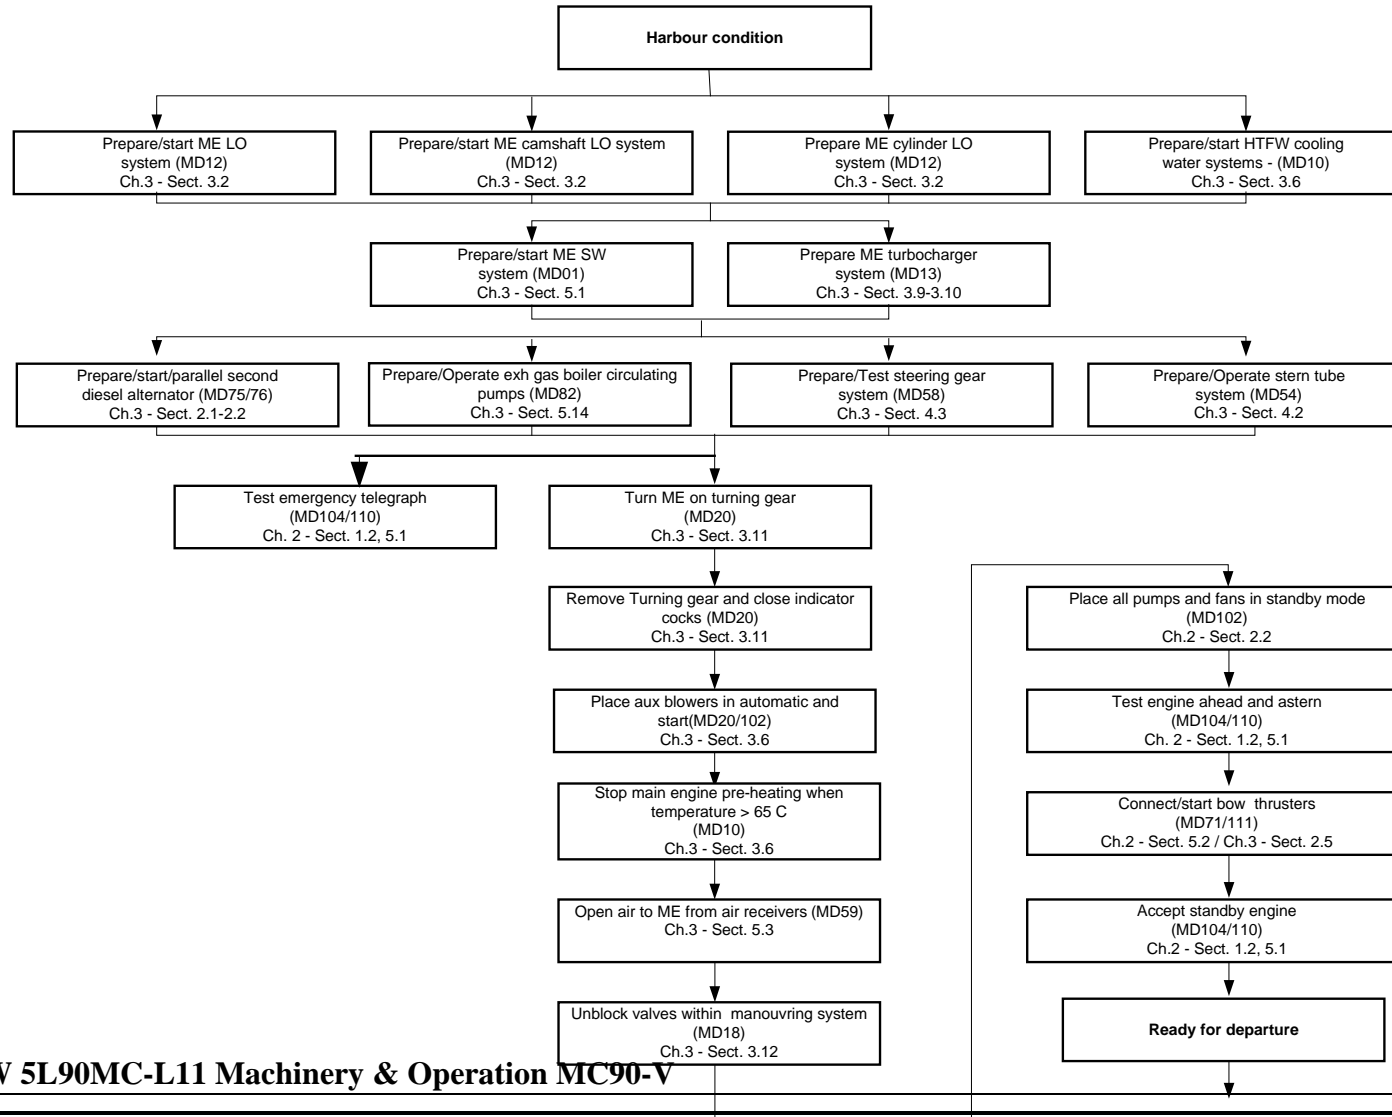 Harbour condition
Prepare/start ME LO
system (MD12)
Ch.3 - Sect. 3.2
Prepare/start ME camshaft LO system
(MD12)
Ch.3 - Sect. 3.2
Prepare ME cylinder LO
system (MD12)
Ch.3 - Sect. 3.2
Prepare/start HTFW cooling
water systems - (MD10)
Ch.3 - Sect. 3.6
Prepare/start ME SW
system (MD01)
Ch.3 - Sect. 5.1
Prepare ME turbocharger
system (MD13)
Ch.3 - Sect. 3.9-3.10
Prepare/start/parallel second
diesel alternator (MD75/76)
Ch.3 - Sect. 2.1-2.2
Prepare/Operate exh gas boiler circulating
pumps (MD82)
Ch.3 - Sect. 5.14
Prepare/Test steering gear
system (MD58)
Ch.3 - Sect. 4.3
Prepare/Operate stern tube
system (MD54)
Ch.3 - Sect. 4.2
Test emergency telegraph
(MD104/110)
Ch. 2 - Sect. 1.2, 5.1
Turn ME on turning gear
(MD20)
Ch.3 - Sect. 3.11
Remove Turning gear and close indicator
cocks (MD20)
Ch.3 - Sect. 3.11
Place aux blowers in automatic and
start(MD20/102)
Ch.3 - Sect. 3.6
Stop main engine pre-heating when
temperature > 65 C
(MD10)
Ch.3 - Sect. 3.6
Open air to ME from air receivers (MD59)
Ch.3 - Sect. 5.3
Unblock valves within manouvring system
(MD18)
Ch.3 - Sect. 3.12
Place all pumps and fans in standby mode
(MD102)
Ch.2 - Sect. 2.2
Test engine ahead and astern
(MD104/110)
Ch. 2 - Sect. 1.2, 5.1
Connect/start bow thrusters
(MD71/111)
Ch.2 - Sect. 5.2 / Ch.3 - Sect. 2.5
Accept standby engine
(MD104/110)
Ch.2 - Sect. 1.2, 5.1
Ready for departure
5L90MC-L11 Machinery & Operation MC90-V